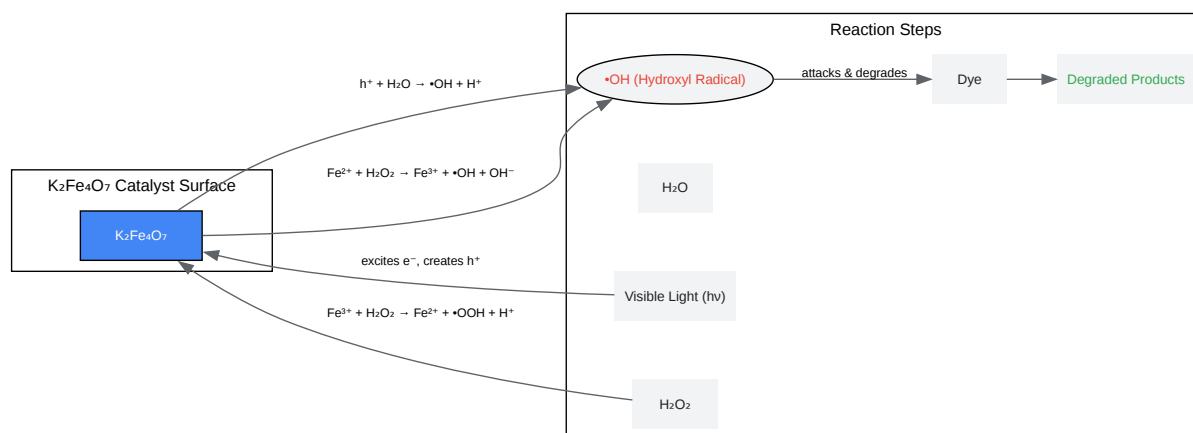 Reaction Steps
•OH (Hydroxyl Radical)
attacks & degrades
Dye
Degraded Products
h⁺ + H₂O → •OH + H⁺
Fe²⁺ + H₂O₂ → Fe³⁺ + •OH + OH⁻
K₂Fe₄O₇ Catalyst Surface
K₂Fe₄O₇
H₂O
excites e⁻, creates h⁺
Visible Light (hν)
Fe³⁺ + H₂O₂ → Fe²⁺ + •OOH + H⁺
H₂O₂